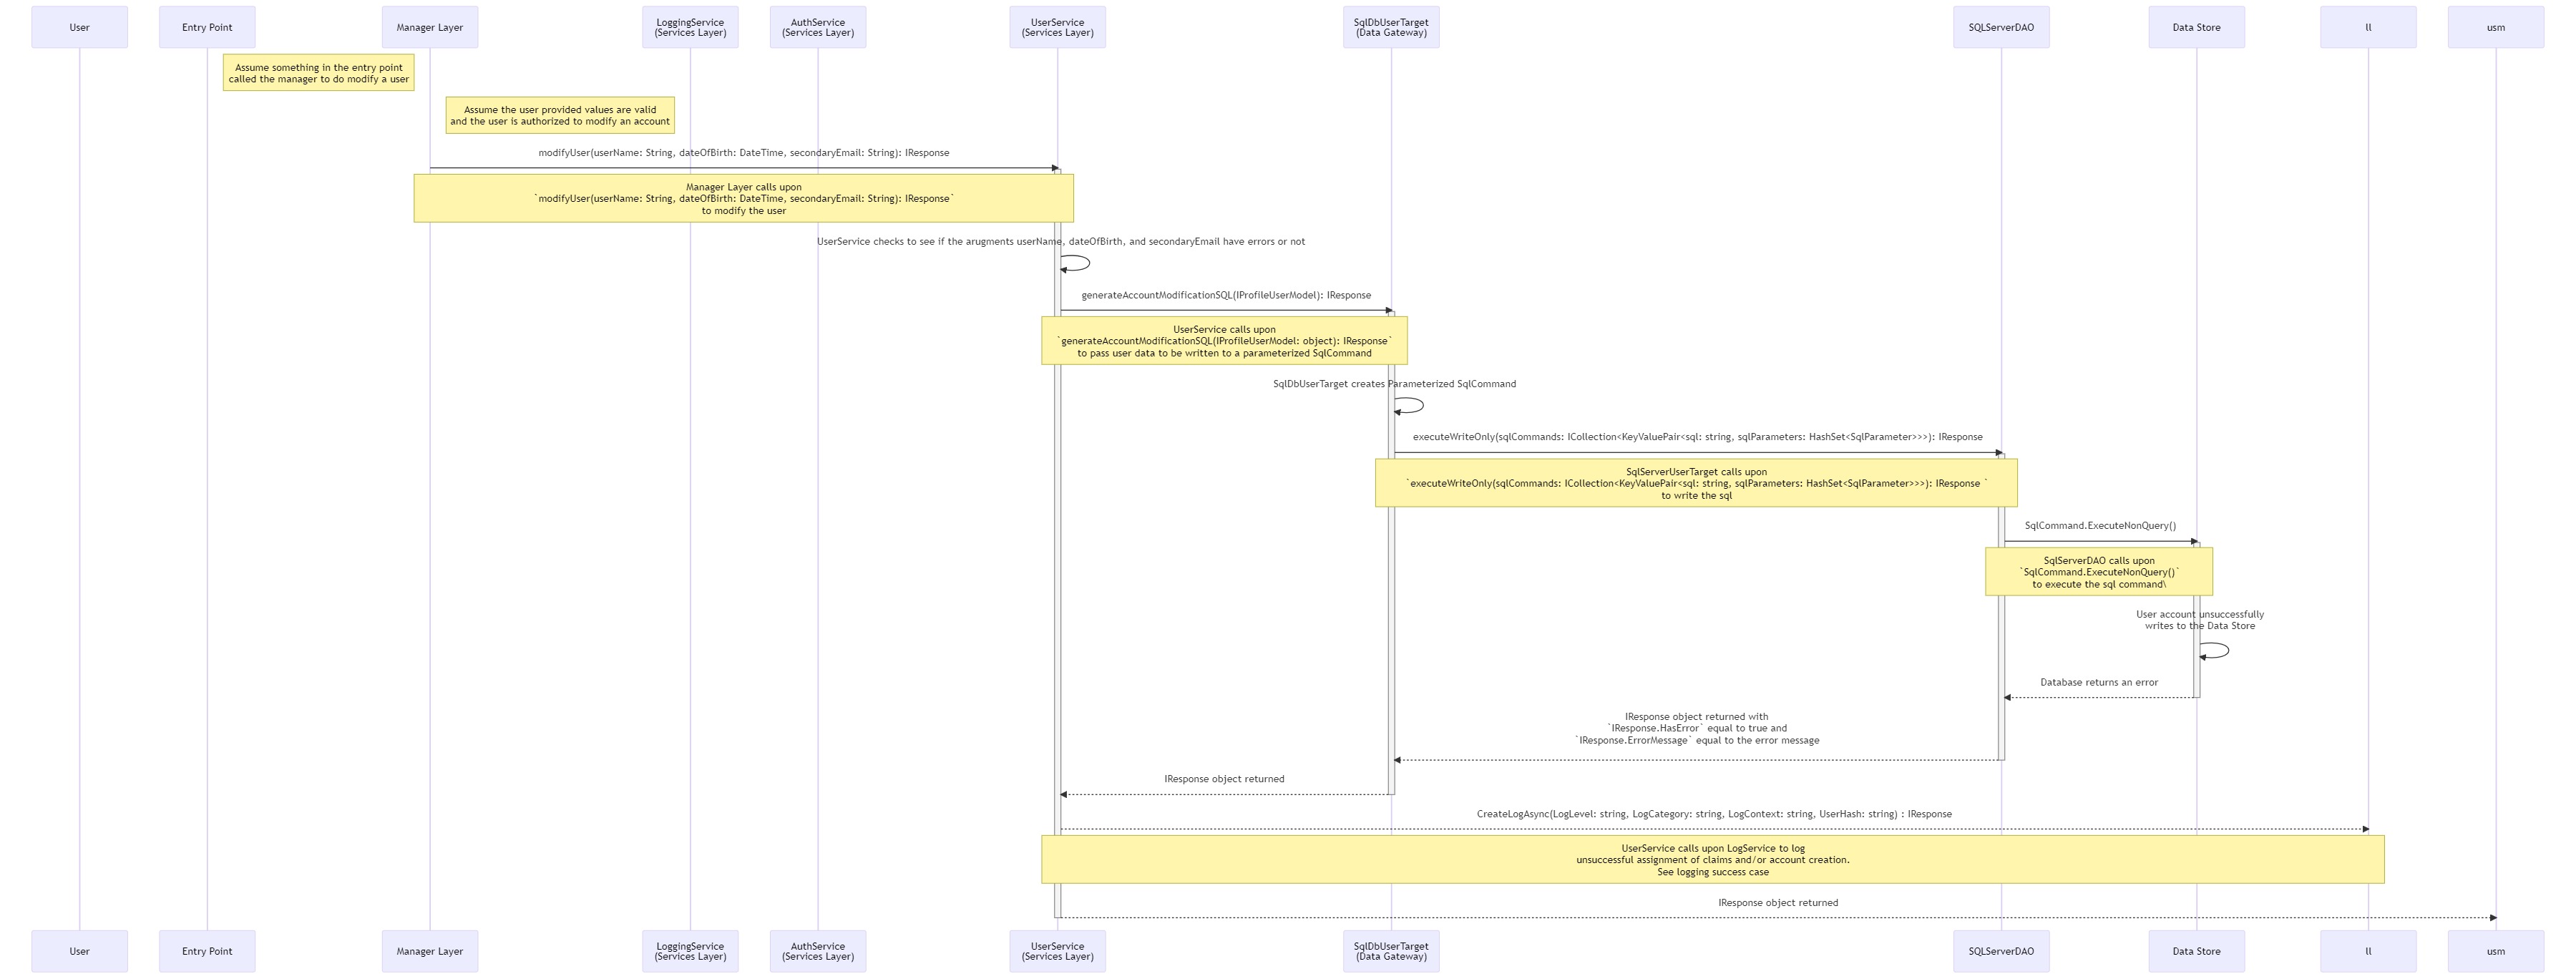 User
Entry Point
Manager Layer
LoggingService
(Services Layer)
AuthService
(Services Layer)
UserService
(Services Layer)
SqlDbUserTarget
(Data Gateway)
SQLServerDAO
Data Store
ll
usm
Assume something in the entry point
called the manager to do modify a user
Assume the user provided values are valid
and the user is authorized to modify an account
modifyUser(userName: String, dateOfBirth: DateTime, secondaryEmail: String): IResponse
Manager Layer calls upon
`modifyUser(userName: String, dateOfBirth: DateTime, secondaryEmail: String): IResponse`
to modify the user
UserService checks to see if the arugments userName, dateOfBirth, and secondaryEmail have errors or not
generateAccountModificationSQL(IProfileUserModel): IResponse
UserService calls upon
`generateAccountModificationSQL(IProfileUserModel: object): IResponse`
to pass user data to be written to a parameterized SqlCommand
SqlDbUserTarget creates Parameterized SqlCommand
executeWriteOnly(sqlCommands: ICollection<KeyValuePair<sql: string, sqlParameters: HashSet<SqlParameter>>>): IResponse
SqlServerUserTarget calls upon
`executeWriteOnly(sqlCommands: ICollection<KeyValuePair<sql: string, sqlParameters: HashSet<SqlParameter>>>): IResponse `
to write the sql
SqlCommand.ExecuteNonQuery()
SqlServerDAO calls upon
`SqlCommand.ExecuteNonQuery()`
to execute the sql command\
User account unsuccessfully
writes to the Data Store
Database returns an error
IResponse object returned with
`IResponse.HasError` equal to true and
`IResponse.ErrorMessage` equal to the error message
IResponse object returned
CreateLogAsync(LogLevel: string, LogCategory: string, LogContext: string, UserHash: string) : IResponse
UserService calls upon LogService to log
unsuccessful assignment of claims and/or account creation.
See logging success case
IResponse object returned
User
Entry Point
Manager Layer
LoggingService
(Services Layer)
AuthService
(Services Layer)
UserService
(Services Layer)
SqlDbUserTarget
(Data Gateway)
SQLServerDAO
Data Store
ll
usm